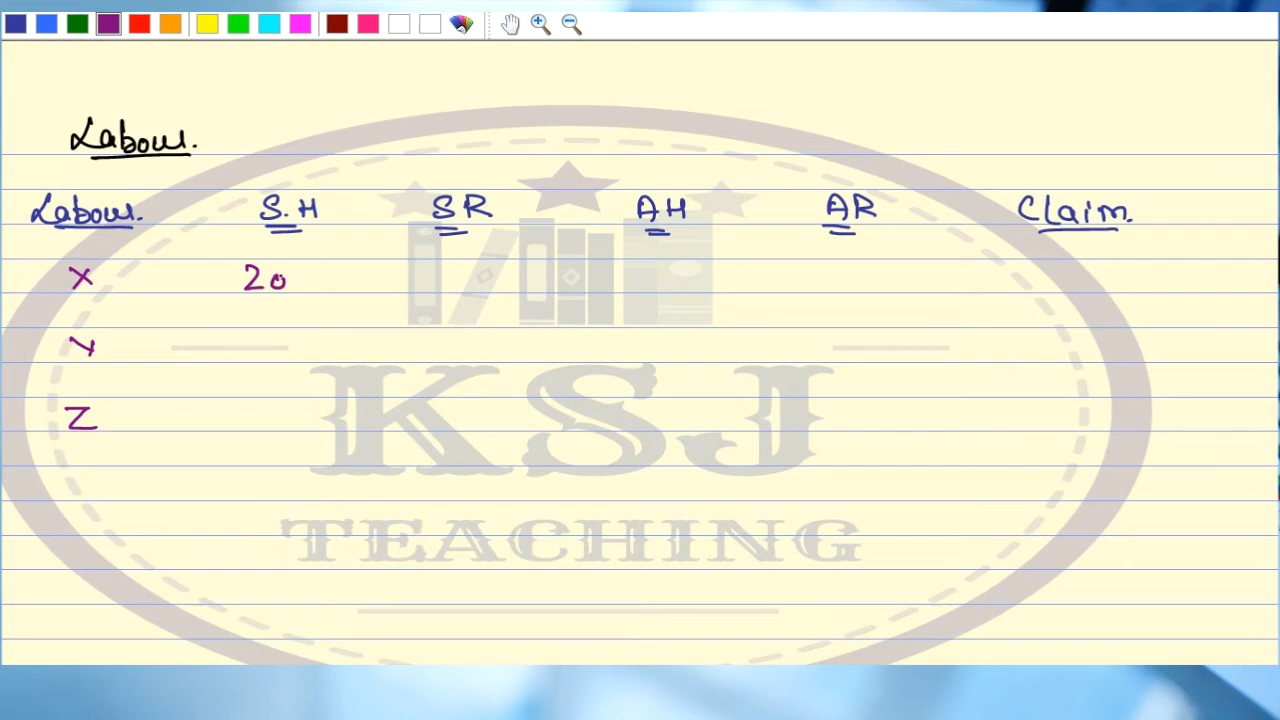 Labour.
Labour. S.H SR AH AR Claim.
X 20
Y
Z
KSJ
TEACHING